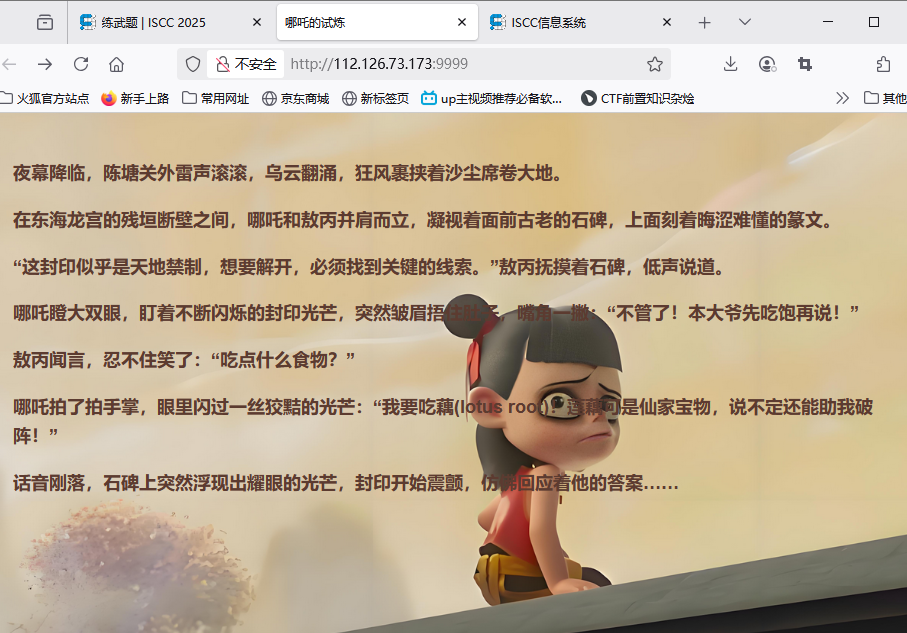 练武题 | ISCC 2025
哪吒的试炼
ISCC信息系统
不安全
http://112.126.73.173:9999
火狐官方站点
新手上路
常用网址
京东商城
新标签页
up主视频推荐必备软...
CTF前置知识杂烩
其他
夜幕降临，陈塘关外雷声滚滚，乌云翻涌，狂风裹挟着沙尘席卷大地。
在东海龙宫的残垣断壁之间，哪吒和敖丙并肩而立，凝视着面前古老的石碑，上面刻着晦涩难懂的篆文。
“这封印似乎是天地禁制，想要解开，必须找到关键的线索。”敖丙抚摸着石碑，低声说道。
哪吒瞪大双眼，盯着不断闪烁的封印光芒，突然皱眉捂住肚子，嘴角一撇：“不管了！本大爷先吃饱再说！”
敖丙闻言，忍不住笑了：“吃点什么食物？”
哪吒拍了拍手掌，眼里闪过一丝狡黠的光芒：“我要吃藕(lotus root)！莲藕可是仙家宝物，说不定还能助我破
阵！”
话音刚落，石碑上突然浮现出耀眼的光芒，封印开始震颤，仿佛回应着他的答案……